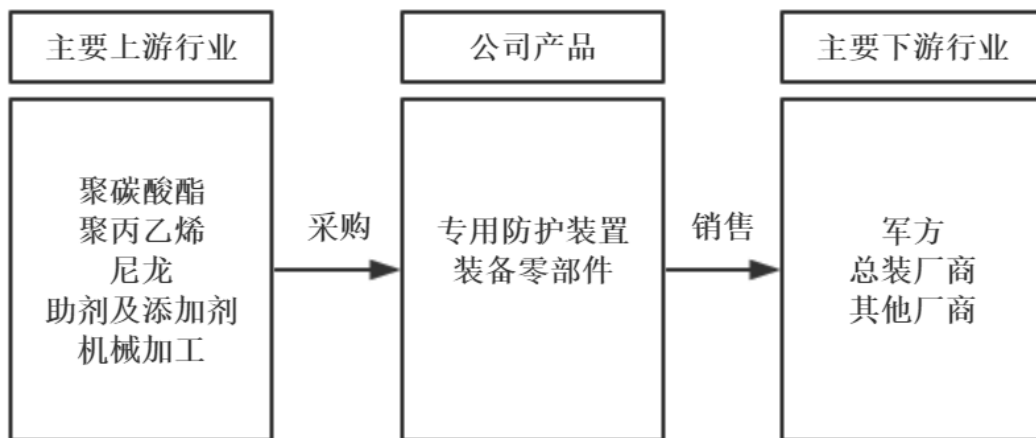 主要上游行业
公司产品
主要下游行业
聚碳酸酯
聚丙乙烯
尼龙
助剂及添加剂
机械加工
采购
专用防护装置
装备零部件
销售
军方
总装厂商
其他厂商